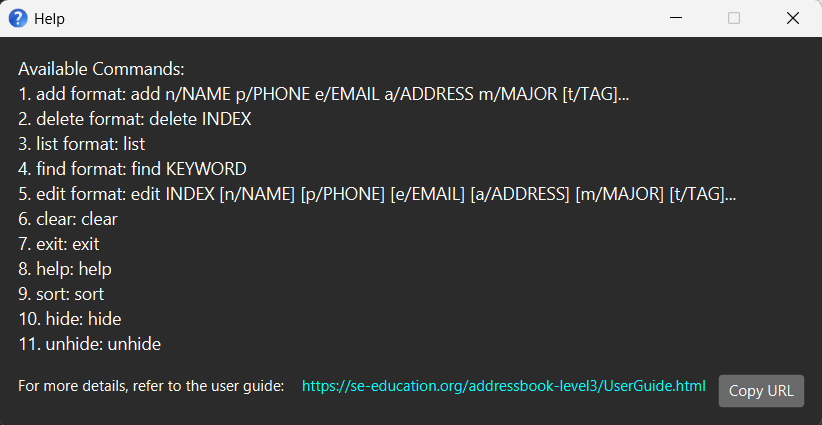 Help
Available Commands:
1. add format: add n/NAME p/PHONE e/EMAIL a/ADDRESS m/MAJOR [t/TAG]...
2. delete format: delete INDEX
3. list format: list
4. find format: find KEYWORD
5. edit format: edit INDEX [n/NAME] [p/PHONE] [e/EMAIL] [a/ADDRESS] [m/MAJOR] [t/TAG]...
6. clear: clear
7. exit: exit
8. help: help
9. sort: sort
10. hide: hide
11. unhide: unhide
For more details, refer to the user guide: https://se-education.org/addressbook-level3/UserGuide.html Copy URL